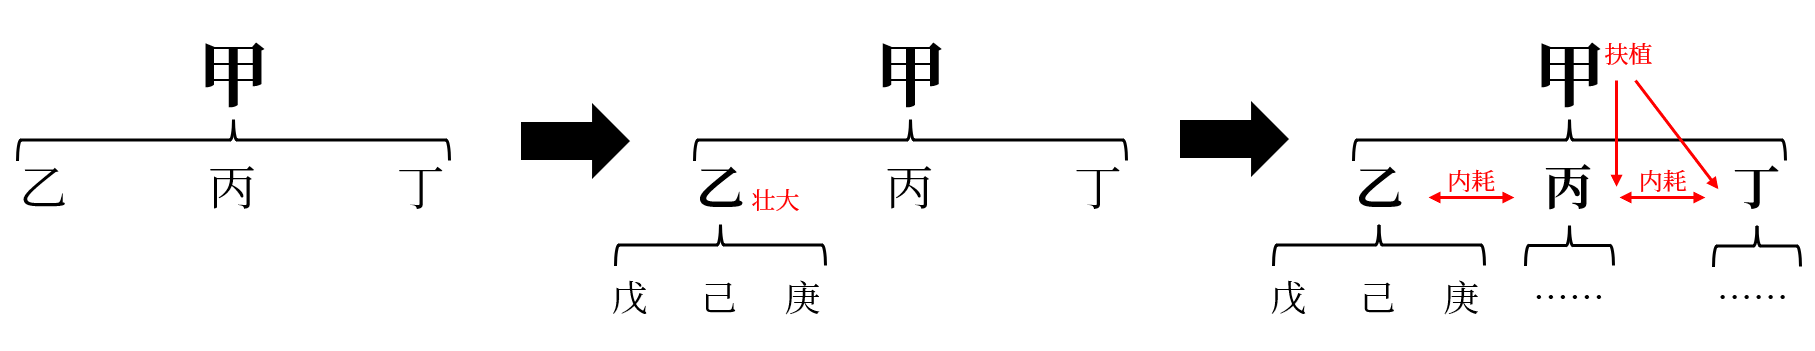 甲
乙 丙 丁
甲
乙 壮大 丙 丁
戊 己 庚
甲 扶植
乙 内耗 丙 内耗 丁
戊 己 庚 …… ……